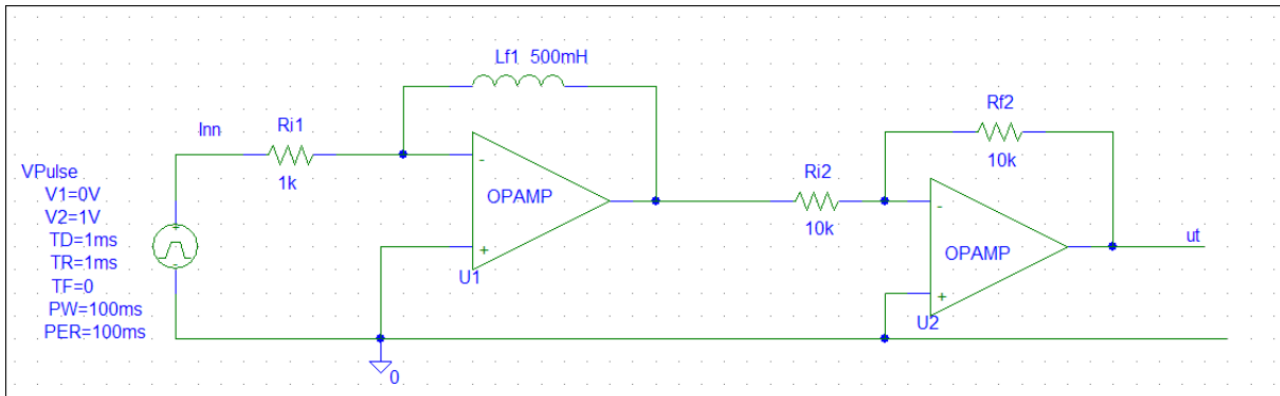 Lf1 500mH
Rf2
Inn
Ri1
-
10k
VPulse
1k
OPAMP
Ri2
V1=0V
-
V2=1V
10k
ut
TD=1ms
+
OPAMP
TR=1ms
U1
TF=0
+
PW=100ms
U2
PER=100ms
0